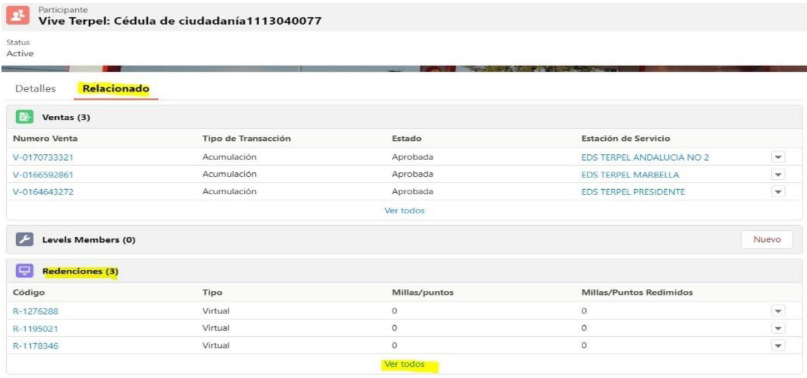 Participante
Vive Terpel: Cédula de ciudadanía1113040077
Status
Active
Detalles Relacionado
Ventas (3)
Numero Venta Tipo de Transacción Estado Estación de Servicio
V-0170733321 Acumulación Aprobada EDS TERPEL ANDALUCIA NO 2
V-0166592861 Acumulación Aprobada EDS TERPEL MARBELLA
V-0164643272 Acumulación Aprobada EDS TERPEL PRESIDENTE
Ver todos
Levels Members (0) Nuevo
Redenciones (3)
Código Tipo Millas/puntos Millas/Puntos Redimidos
R-1276288 Virtual 0 0
R-1195021 Virtual 0 0
R-1178346 Virtual 0 0
Ver todos